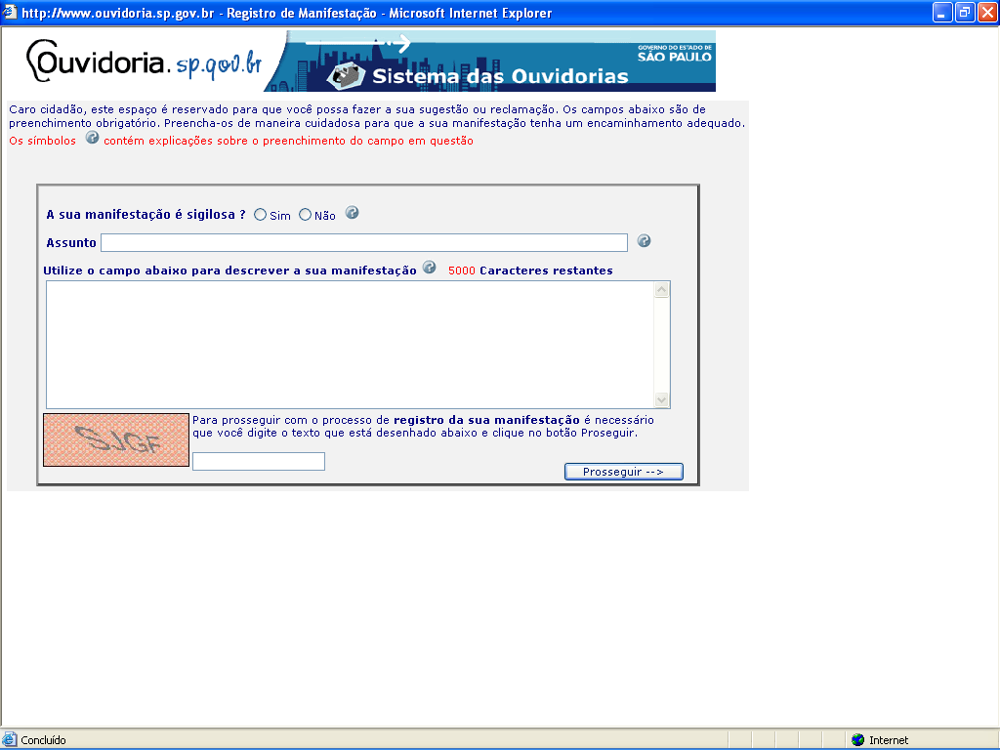 http://www.ouvidoria.sp.gov.br - Registro de Manifestação - Microsoft Internet Explorer
Ouvidoria. sp.gov.br
GOVERNO DO ESTADO DE
SÃO PAULO
Sistema das Ouvidorias
Caro cidadão, este espaço é reservado para que você possa fazer a sua sugestão ou reclamação. Os campos abaixo são de
preenchimento obrigatório. Preencha-os de maneira cuidadosa para que a sua manifestação tenha um encaminhamento adequado.
Os símbolos ? contém explicações sobre o preenchimento do campo em questão
A sua manifestação é sigilosa ? Sim Não ?
Assunto ?
Utilize o campo abaixo para descrever a sua manifestação ? 5000 Caracteres restantes
SJGF
Para prosseguir com o processo de registro da sua manifestação é necessário
que você digite o texto que está desenhado abaixo e clique no botão Proseguir.
Prosseguir -->
Concluído
Internet